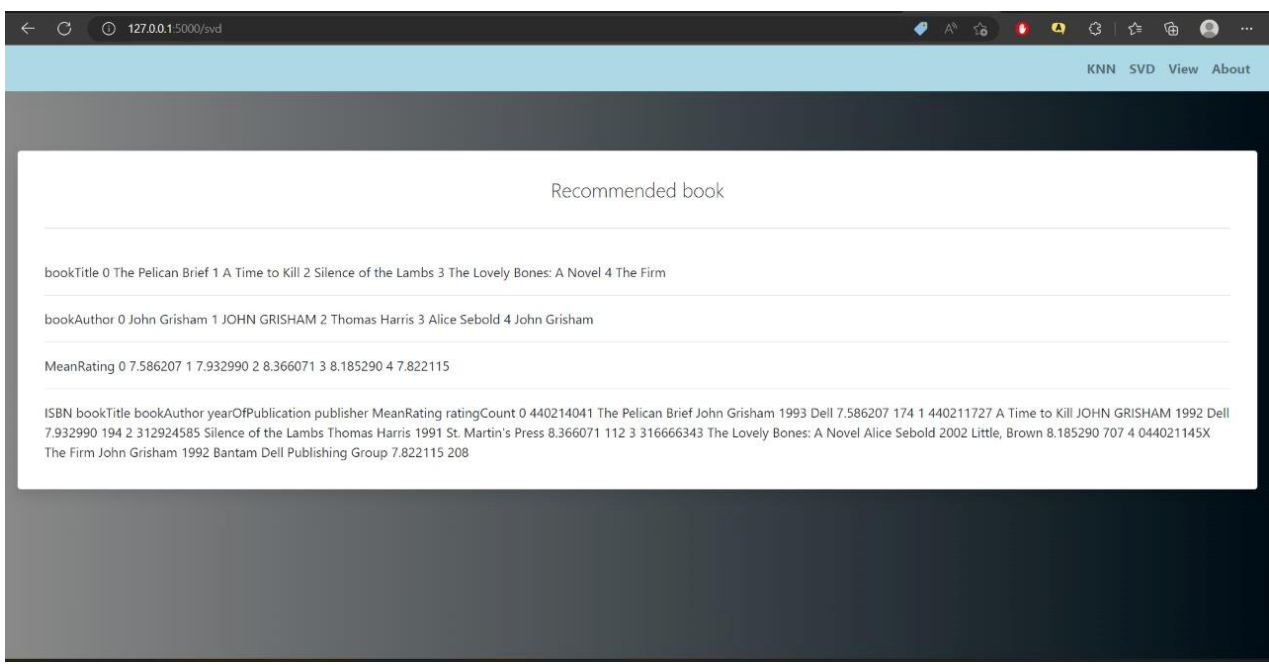 127.0.0.1:5000/svd
KNN SVD View About
Recommended book
bookTitle 0 The Pelican Brief 1 A Time to Kill 2 Silence of the Lambs 3 The Lovely Bones: A Novel 4 The Firm
bookAuthor 0 John Grisham 1 JOHN GRISHAM 2 Thomas Harris 3 Alice Sebold 4 John Grisham
MeanRating 0 7.586207 1 7.932990 2 8.366071 3 8.185290 4 7.822115
ISBN bookTitle bookAuthor yearOfPublication publisher MeanRating ratingCount 0 440214041 The Pelican Brief John Grisham 1993 Dell 7.586207 174 1 440211727 A Time to Kill JOHN GRISHAM 1992 Dell
7.932990 194 2 312924585 Silence of the Lambs Thomas Harris 1991 St. Martin's Press 8.366071 112 3 316666343 The Lovely Bones: A Novel Alice Sebold 2002 Little, Brown 8.185290 707 4 044021145X
The Firm John Grisham 1992 Bantam Dell Publishing Group 7.822115 208